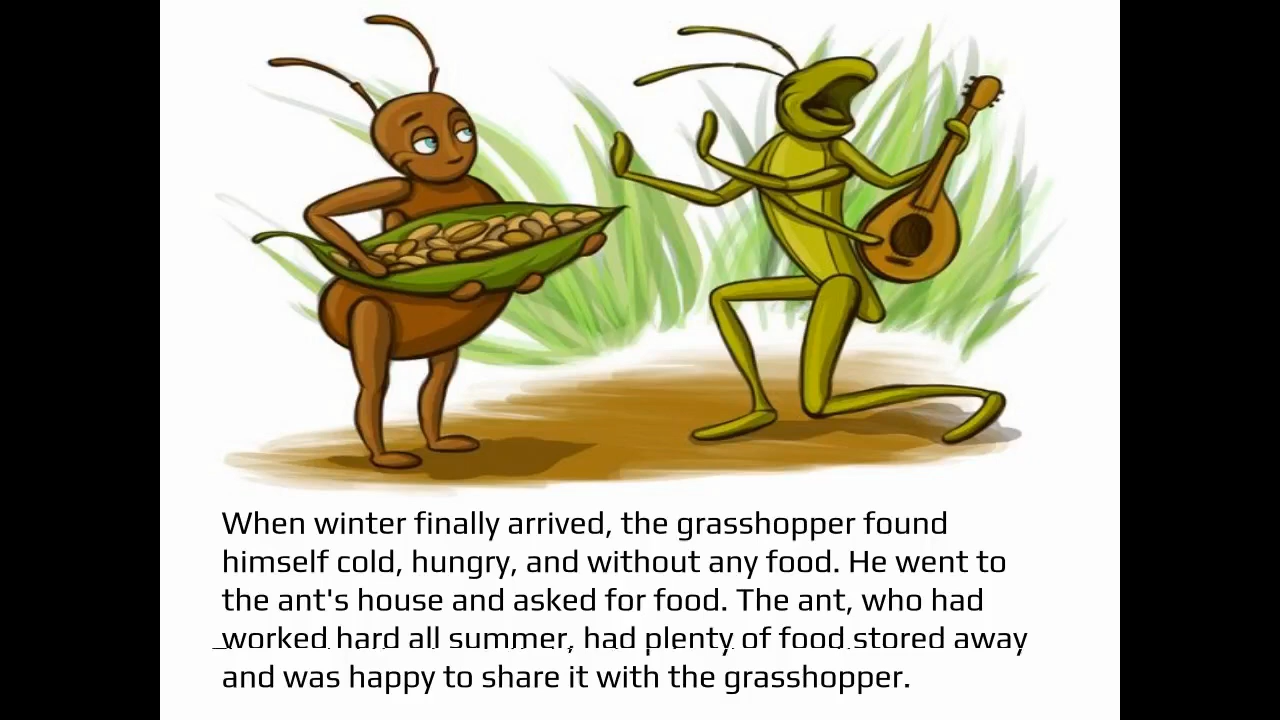 When winter finally arrived, the grasshopper found
himself cold, hungry, and without any food. He went to
the ant's house and asked for food. The ant, who had
worked hard all summer, had plenty of food stored away
and was happy to share it with the grasshopper.